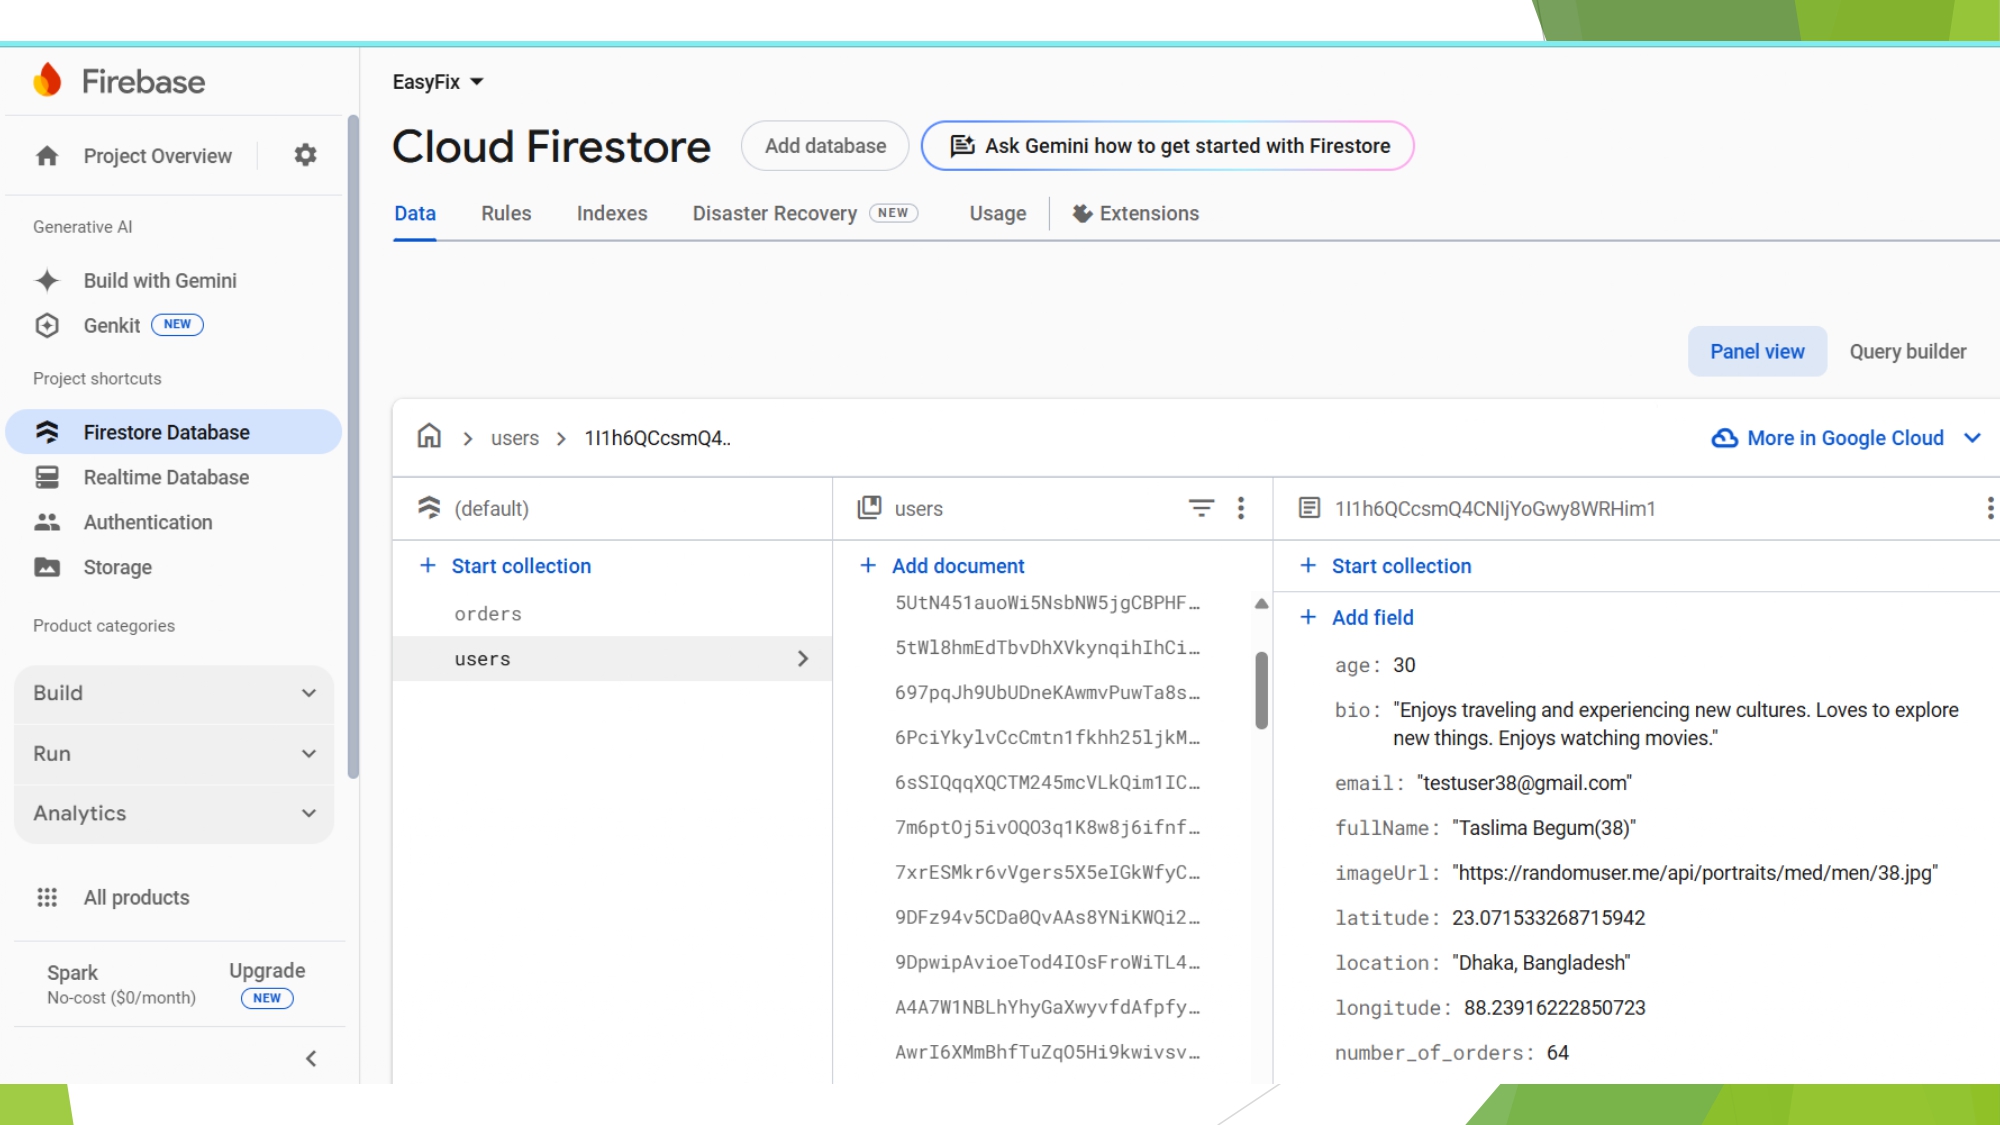 Firebase
Project Overview
Generative AI
Build with Gemini
Genkit NEW
Project shortcuts
Firestore Database
Realtime Database
Authentication
Storage
Product categories
Build
Run
Analytics
All products
Spark
No-cost ($0/month)
Upgrade
NEW
EasyFix
Cloud Firestore
Add database
Ask Gemini how to get started with Firestore
Data Rules Indexes Disaster Recovery NEW Usage Extensions
Panel view Query builder
users 1I1h6QCcsmQ4..
More in Google Cloud
(default)
+ Start collection
orders
users
users
+ Add document
5UtN451auoWi5NsbNW5jgCBPHF…
5tWl8hmEdTbvDhXVkynqihIhCi…
697pqJh9UbUDneKAwmvPuwTa8s…
6PciYkylvCcCmtn1fkhh25ljkM…
6sSIQqqXQCTM245mcVLkQim1IC…
7m6ptOj5ivOQO3q1K8w8j6ifnf…
7xrESMkr6vVgers5X5eIGkWfyC…
9DFz94v5CDa0QvAAs8YNiKWQi2…
9DpwipAvioeTod4IOsFroWiTL4…
A4A7W1NBLhYhyGaXwyvfdAfpfy…
AwrI6XMmBhfTuZqO5Hi9kwivsv…
1I1h6QCcsmQ4CNIjYoGwy8WRHim1
+ Start collection
+ Add field
age: 30
bio: "Enjoys traveling and experiencing new cultures. Loves to explore
new things. Enjoys watching movies."
email: "testuser38@gmail.com"
fullName: "Taslima Begum(38)"
imageUrl: "https://randomuser.me/api/portraits/med/men/38.jpg"
latitude: 23.071533268715942
location: "Dhaka, Bangladesh"
longitude: 88.23916222850723
number_of_orders: 64